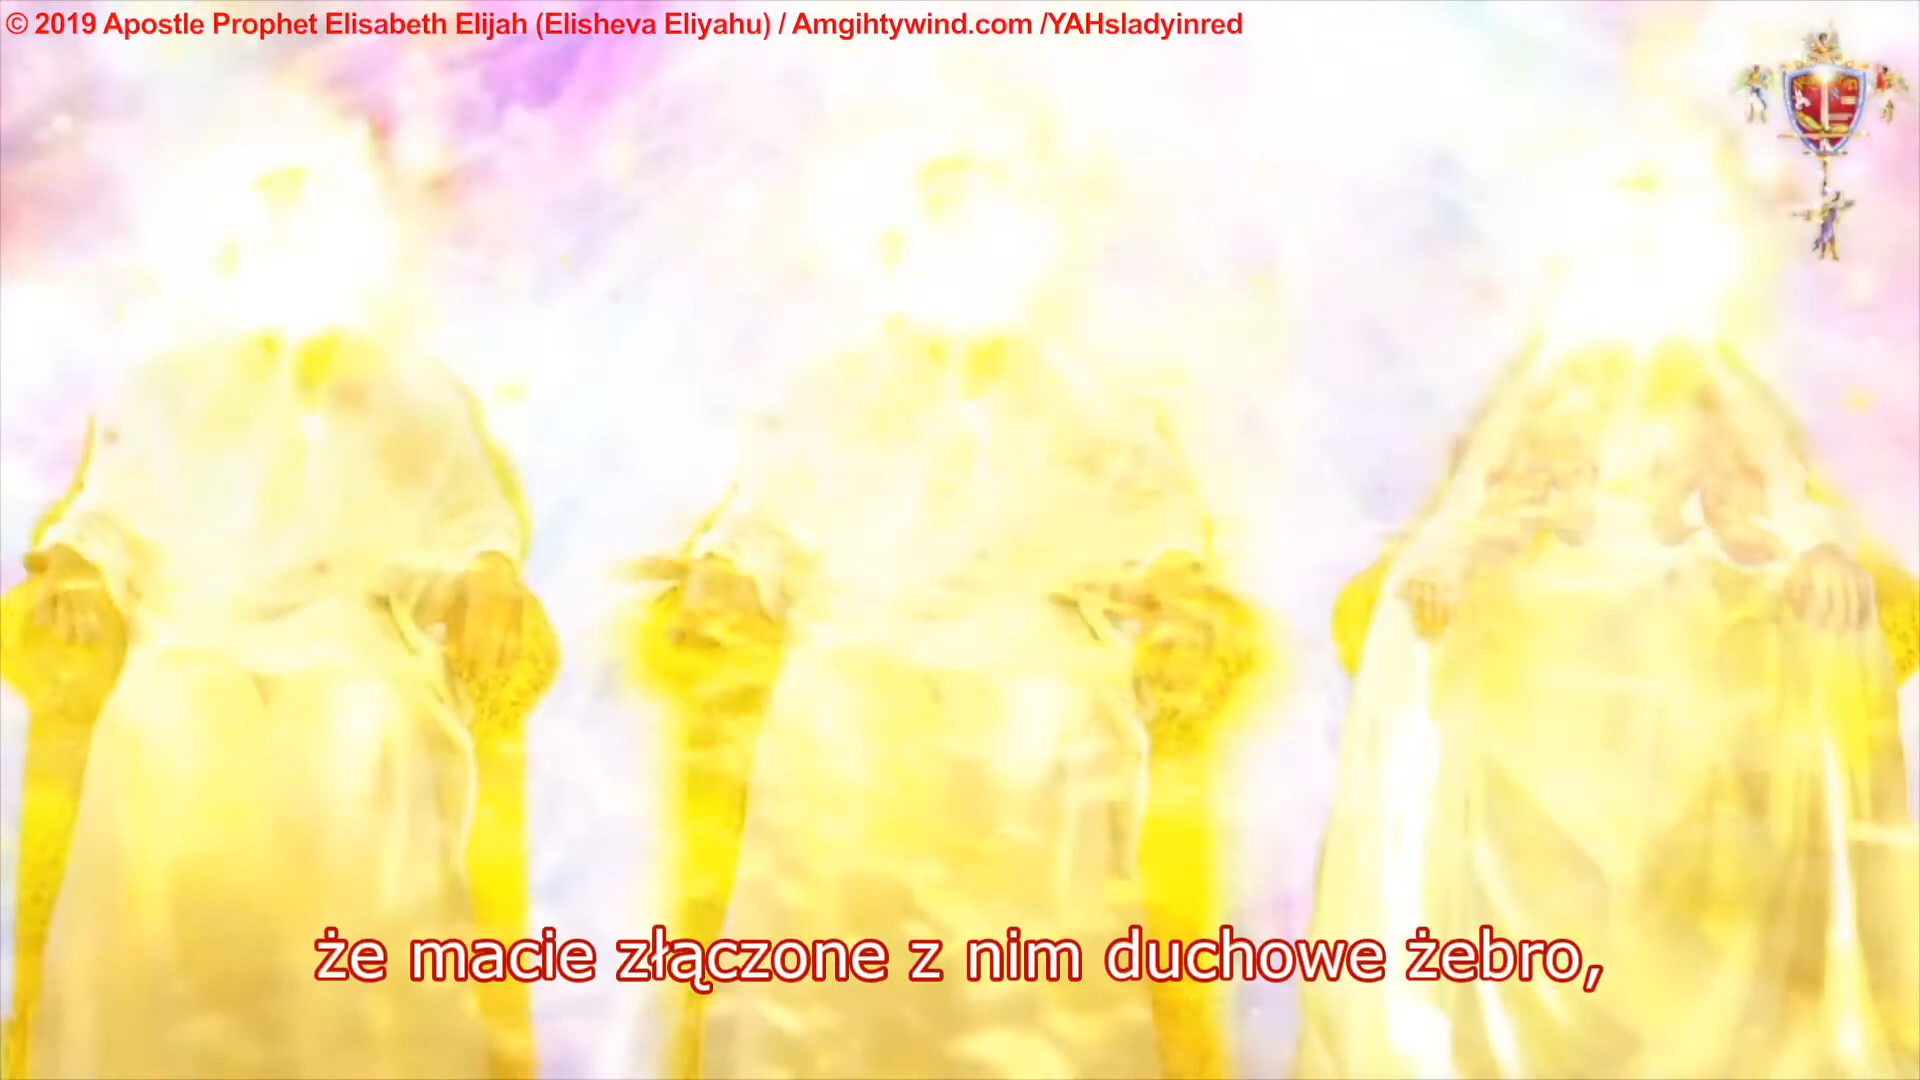 © 2019 Apostle Prophet Elisabeth Elijah (Elisheva Eliyahu) / Amgihtywind.com /YAHsladyinred
że macie złączone z nim duchowe żebro,